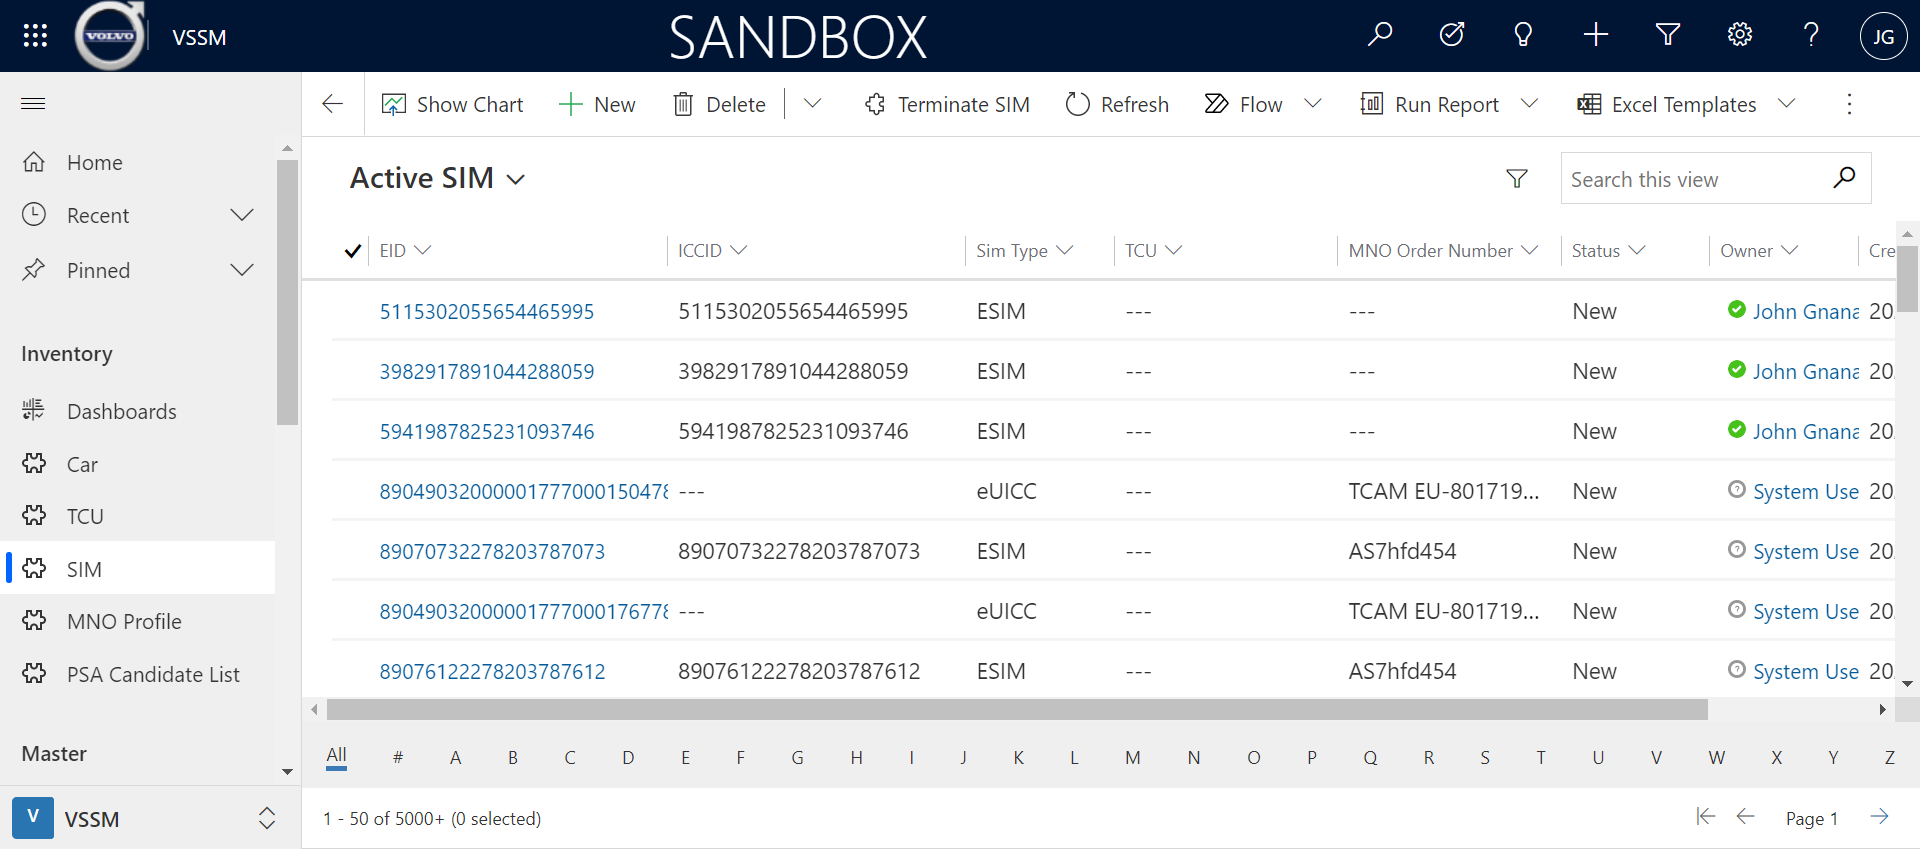 VOLVO VSSM SANDBOX JG
Show Chart New Delete Terminate SIM Refresh Flow Run Report Excel Templates
Home
Recent
Pinned
Inventory
Dashboards
Car
TCU
SIM
MNO Profile
PSA Candidate List
Master
V VSSM
Active SIM Search this view
EID ICCID Sim Type TCU MNO Order Number Status Owner Cre
5115302055654465995 5115302055654465995 ESIM --- --- New John Gnana 20
3982917891044288059 3982917891044288059 ESIM --- --- New John Gnana 20
5941987825231093746 5941987825231093746 ESIM --- --- New John Gnana 20
89049032000001777000150478 --- eUICC --- TCAM EU-801719... New System Use 20
89070732278203787073 89070732278203787073 ESIM --- AS7hfd454 New System Use 20
89049032000001777000176778 --- eUICC --- TCAM EU-801719... New System Use 20
89076122278203787612 89076122278203787612 ESIM --- AS7hfd454 New System Use 20
All # A B C D E F G H I J K L M N O P Q R S T U V W X Y Z
1 - 50 of 5000+ (0 selected) Page 1